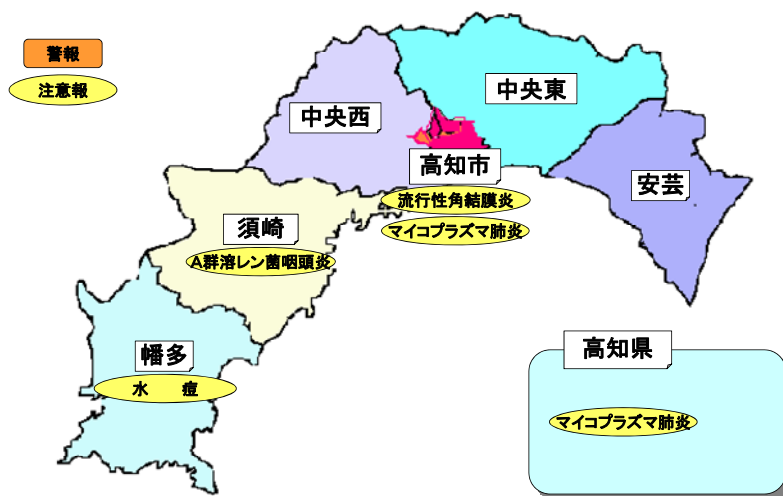 警報
注意報
中央西
中央東
高知市
安芸
流行性角結膜炎
マイコプラズマ肺炎
須崎
A群溶レン菌咽頭炎
幡多
水　痘
高知県
マイコプラズマ肺炎